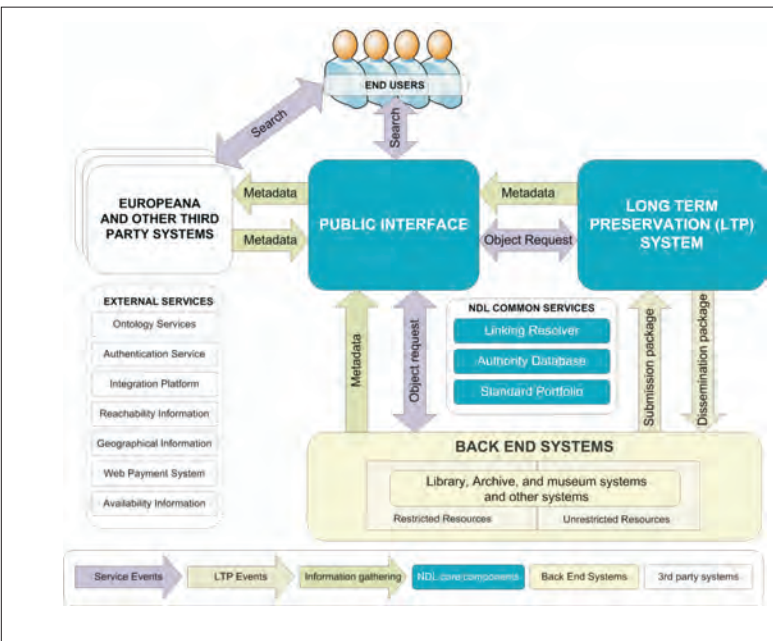 END USERS
Search
Search
EUROPEANA
AND OTHER THIRD
PARTY SYSTEMS
Metadata
Metadata
PUBLIC INTERFACE
Metadata
Object Request
LONG TERM
PRESERVATION (LTP)
SYSTEM
EXTERNAL SERVICES
Ontology Services
Authentication Service
Integration Platform
Reachability Information
Geographical Information
Web Payment System
Availability Information
Metadata
Object request
NDL COMMON SERVICES
Linking Resolver
Authority Database
Standard Portfolio
Submission package
Dissemination package
BACK END SYSTEMS
Library, Archive, and museum systems
and other systems
Restricted Resources
Unrestricted Resources
Service Events
LTP Events
Information gathering
NDL core components
Back End Systems
3rd party systems